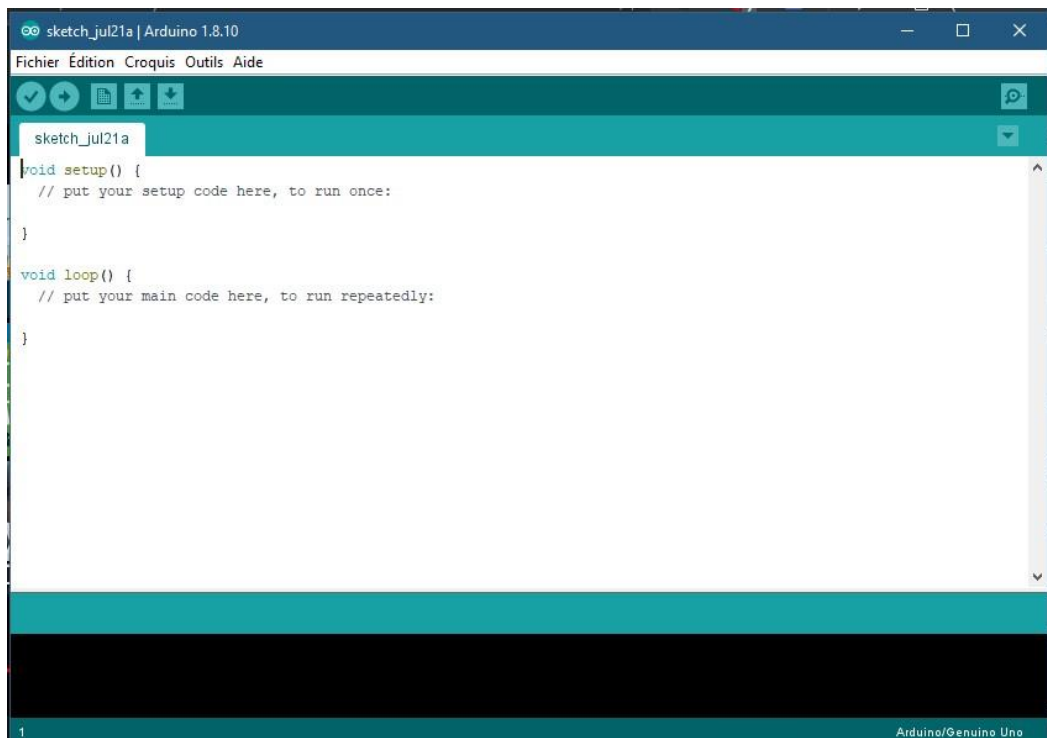 sketch_jul21a | Arduino 1.8.10
Fichier Édition Croquis Outils Aide
sketch_jul21a
void setup() {
  // put your setup code here, to run once:
}
void loop() {
  // put your main code here, to run repeatedly:
}
1
Arduino/Genuino Uno